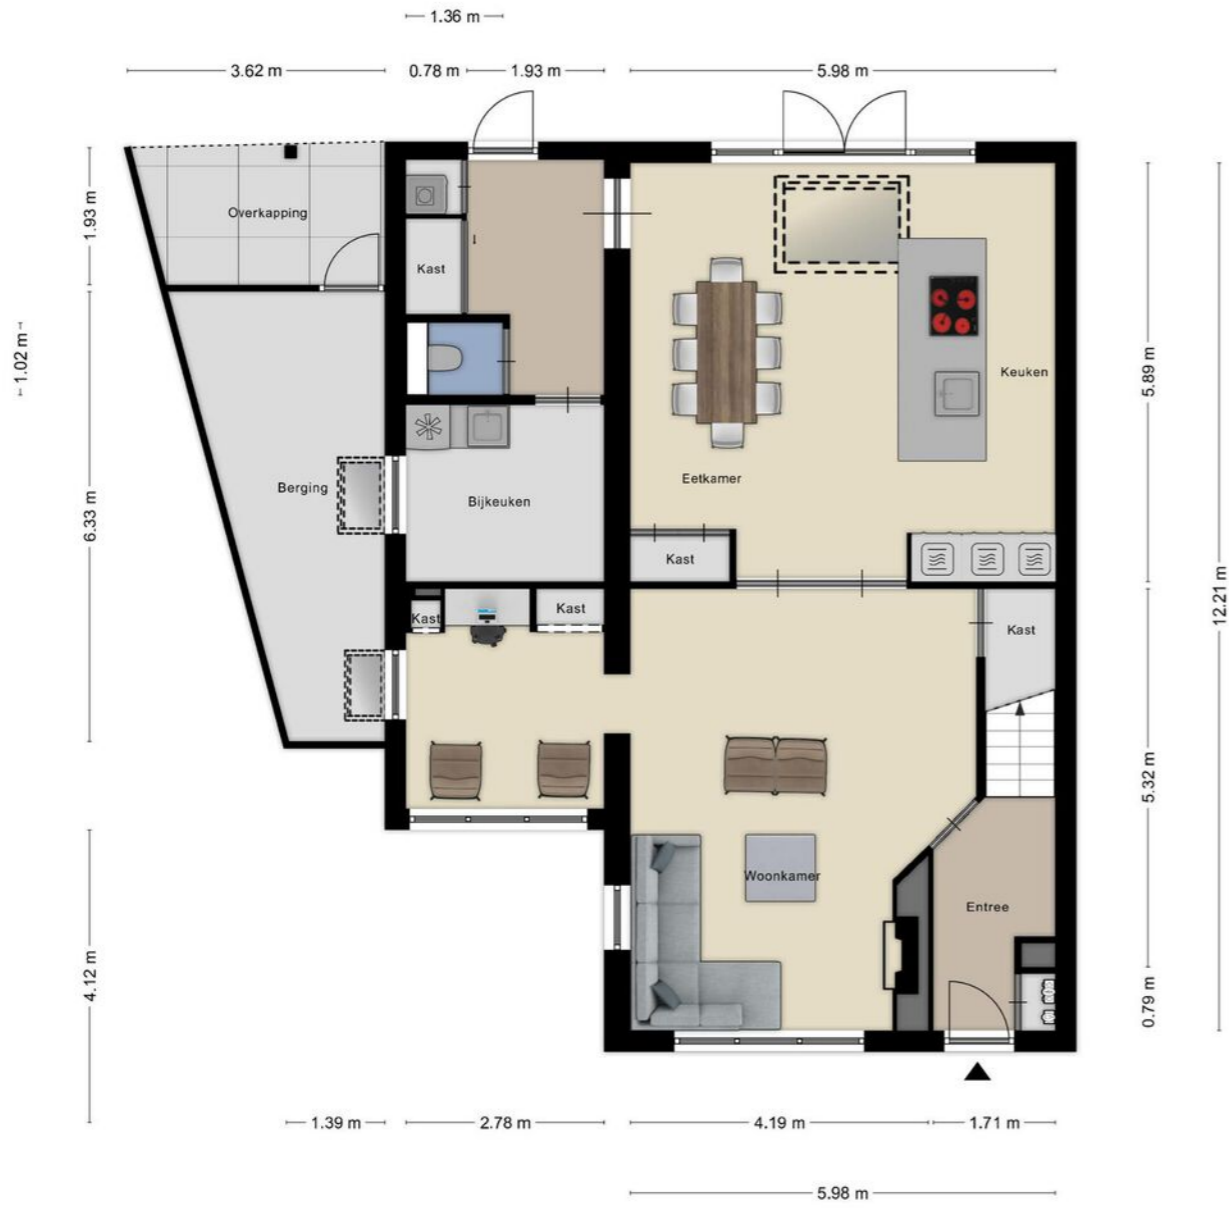 1.36 m
3.62 m
0.78 m
1.93 m
5.98 m
1.93 m
Overkapping
Kast
1.02 m
5.89 m
Keuken
Eetkamer
Berging
Bijkeuken
6.33 m
Kast
12.21 m
Kast
Kast
Kast
5.32 m
Woonkamer
Entree
4.12 m
0.79 m
1.39 m
2.78 m
4.19 m
1.71 m
5.98 m